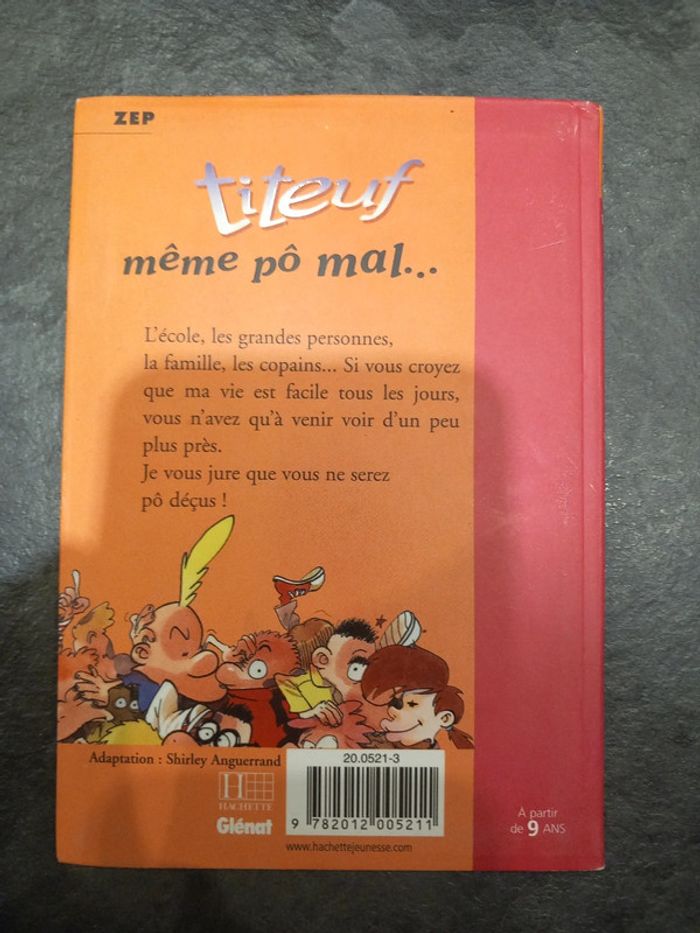 ZEP
titeuf
même pô mal...
L'école, les grandes personnes,
la famille, les copains... Si vous croyez
que ma vie est facile tous les jours,
vous n'avez qu'à venir voir d'un peu
plus près.
Je vous jure que vous ne serez
pô déçus !
Adaptation : Shirley Anguerrand
20.0521-3
H
HACHETTE
Glénat
9 782012 005211
www.hachettejeunesse.com
À partir
de 9 ANS